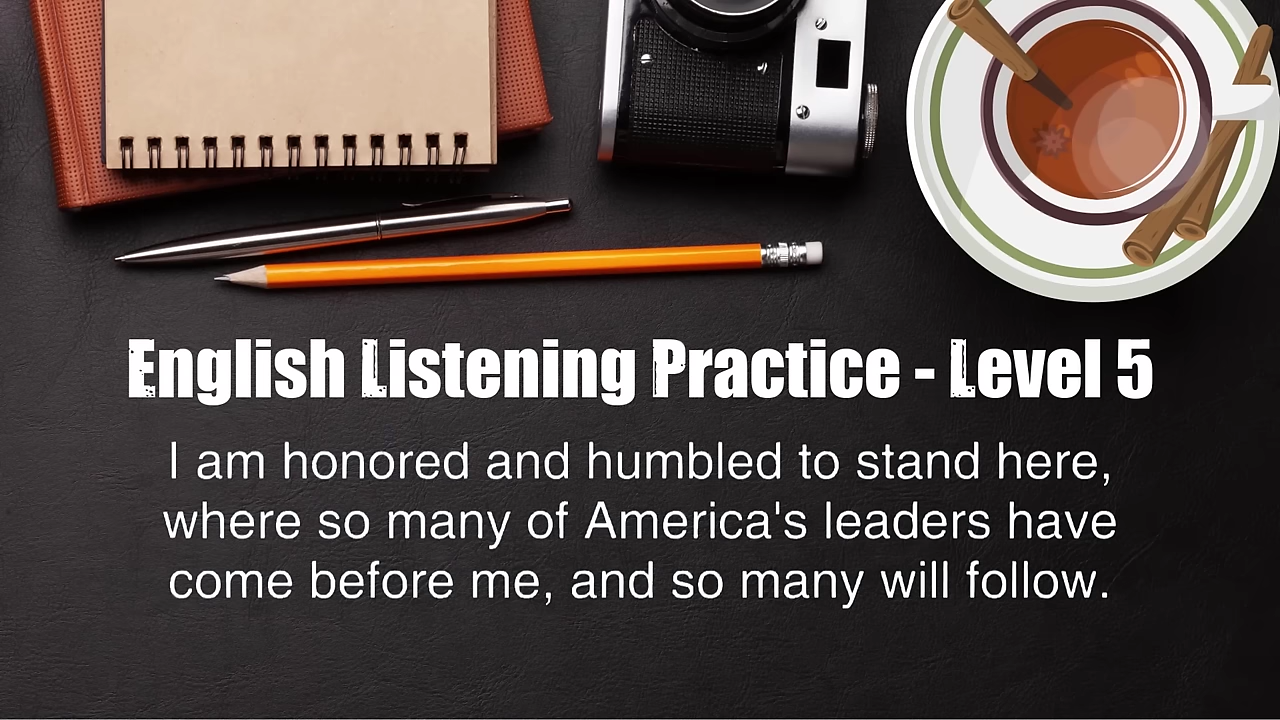 English Listening Practice - Level 5
I am honored and humbled to stand here,
where so many of America's leaders have
come before me, and so many will follow.